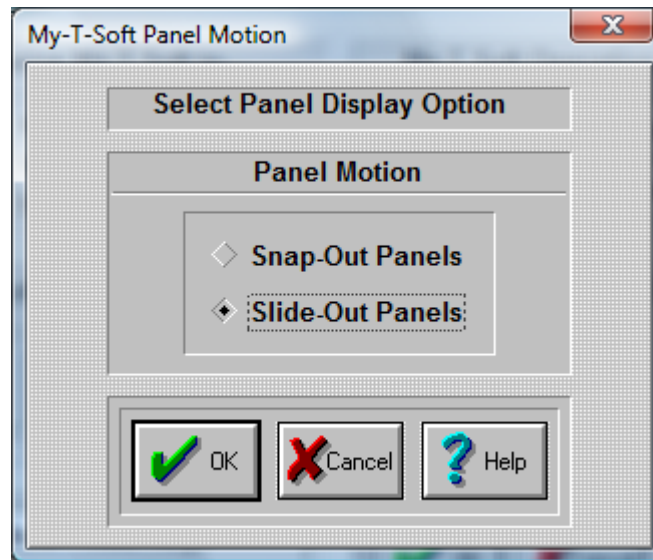 My-T-Soft Panel Motion
Select Panel Display Option
Panel Motion
Snap-Out Panels
Slide-Out Panels
OK
Cancel
Help